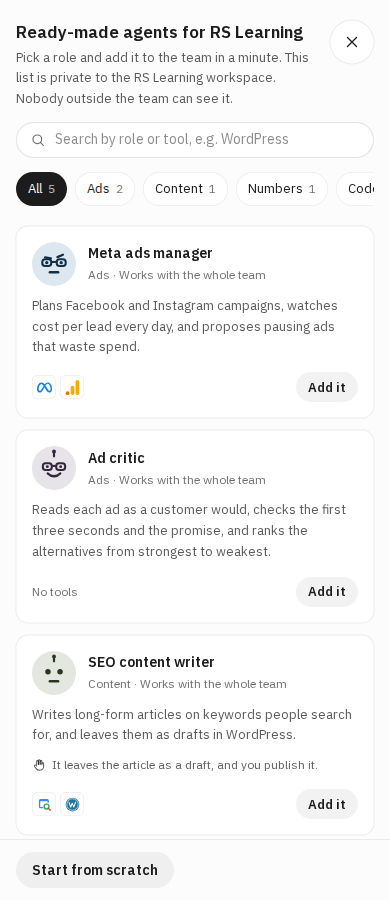 Ready-made agents for RS Learning
Pick a role and add it to the team in a minute. This
list is private to the RS Learning workspace.
Nobody outside the team can see it.
Search by role or tool, e.g. WordPress
All 5
Ads 2
Content 1
Numbers 1
Code
Meta ads manager
Ads · Works with the whole team
Plans Facebook and Instagram campaigns, watches
cost per lead every day, and proposes pausing ads
that waste spend.
Add it
Ad critic
Ads · Works with the whole team
Reads each ad as a customer would, checks the first
three seconds and the promise, and ranks the
alternatives from strongest to weakest.
No tools
Add it
SEO content writer
Content · Works with the whole team
Writes long-form articles on keywords people search
for, and leaves them as drafts in WordPress.
It leaves the article as a draft, and you publish it.
Add it
Start from scratch